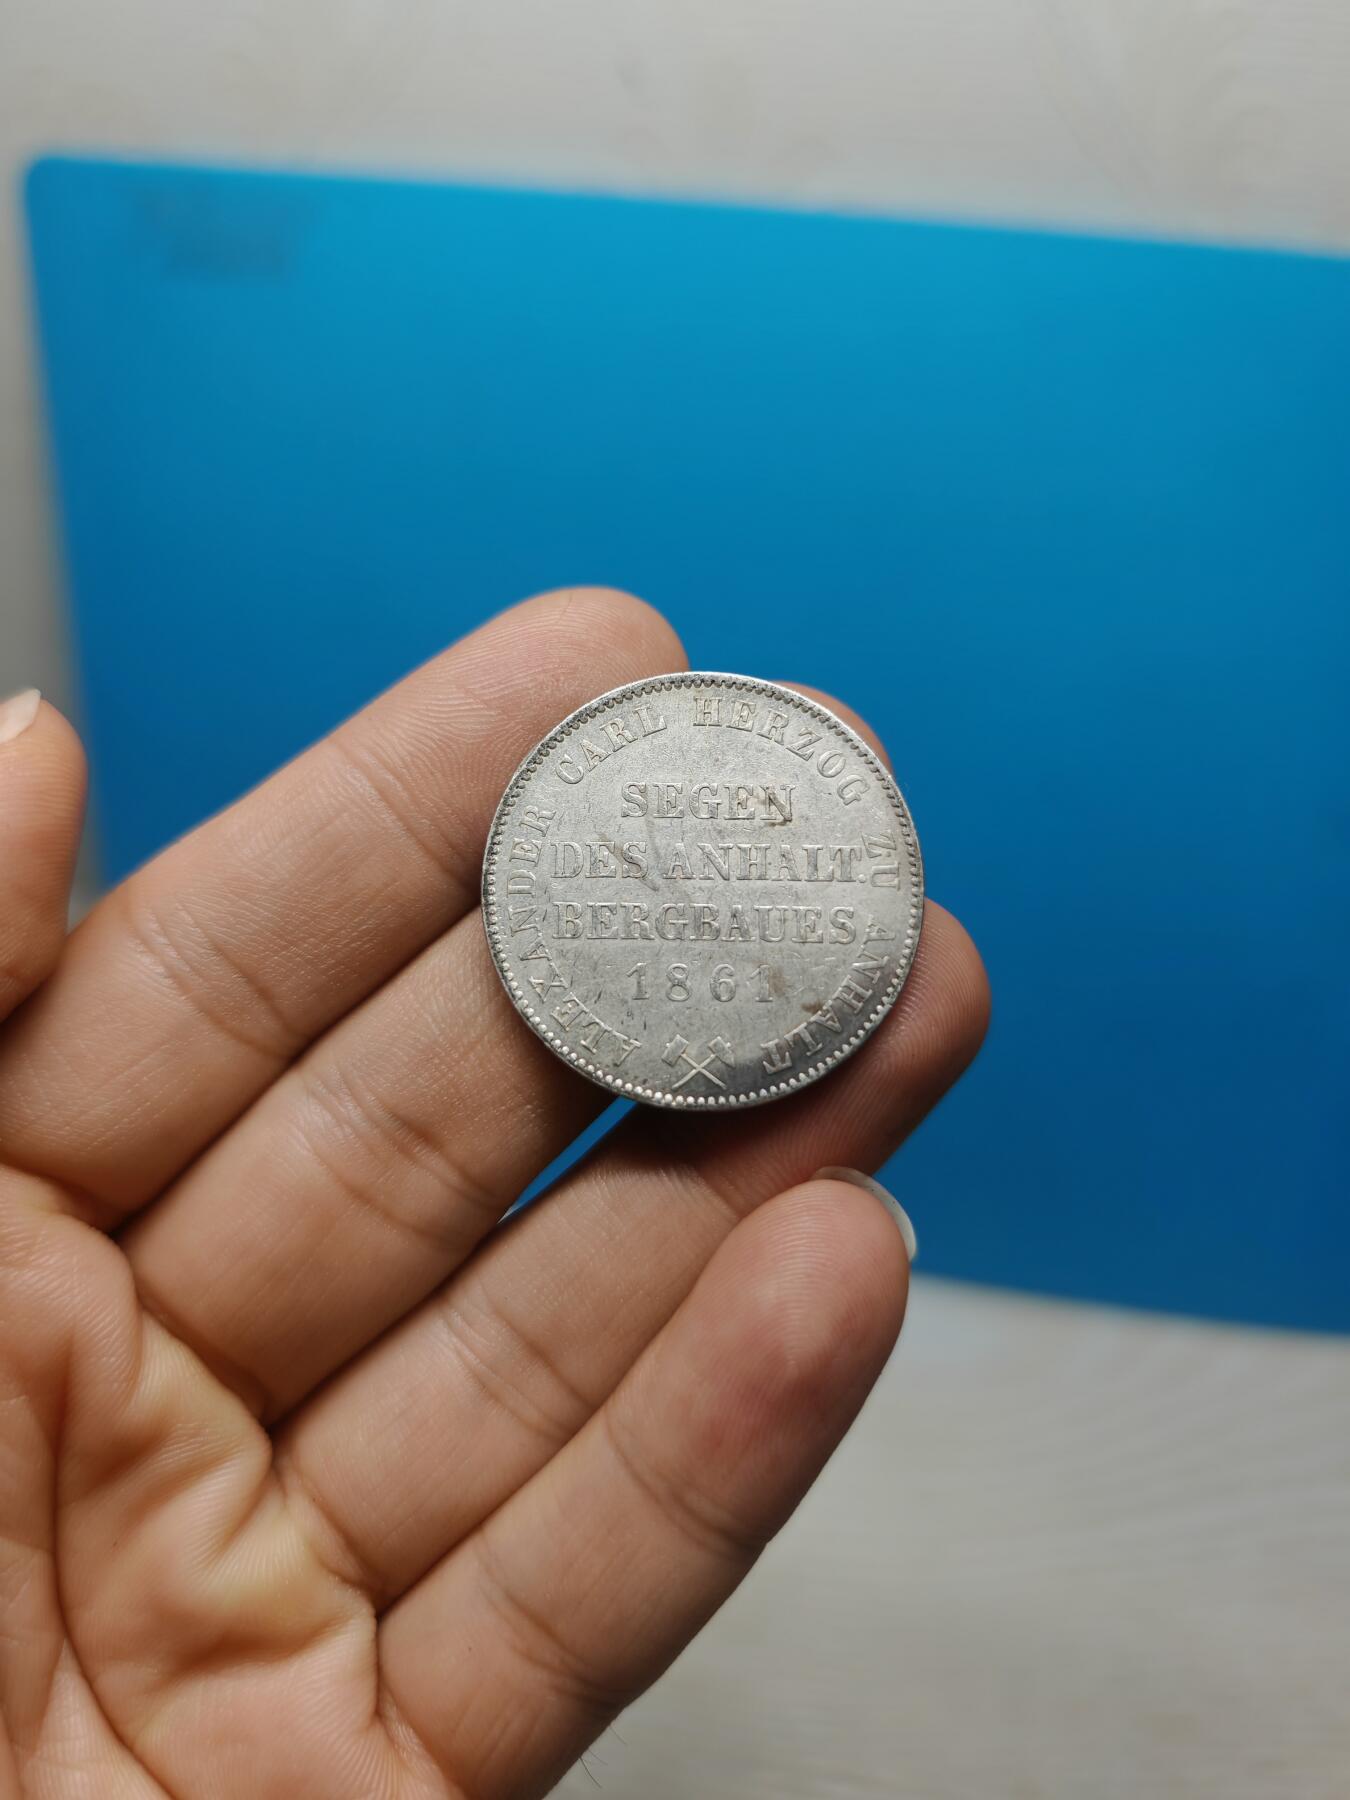 ALEXANDER CARL HERZOG ZU ANHALT
SEGEN
DES ANHALT.
BERGBAUES
1861